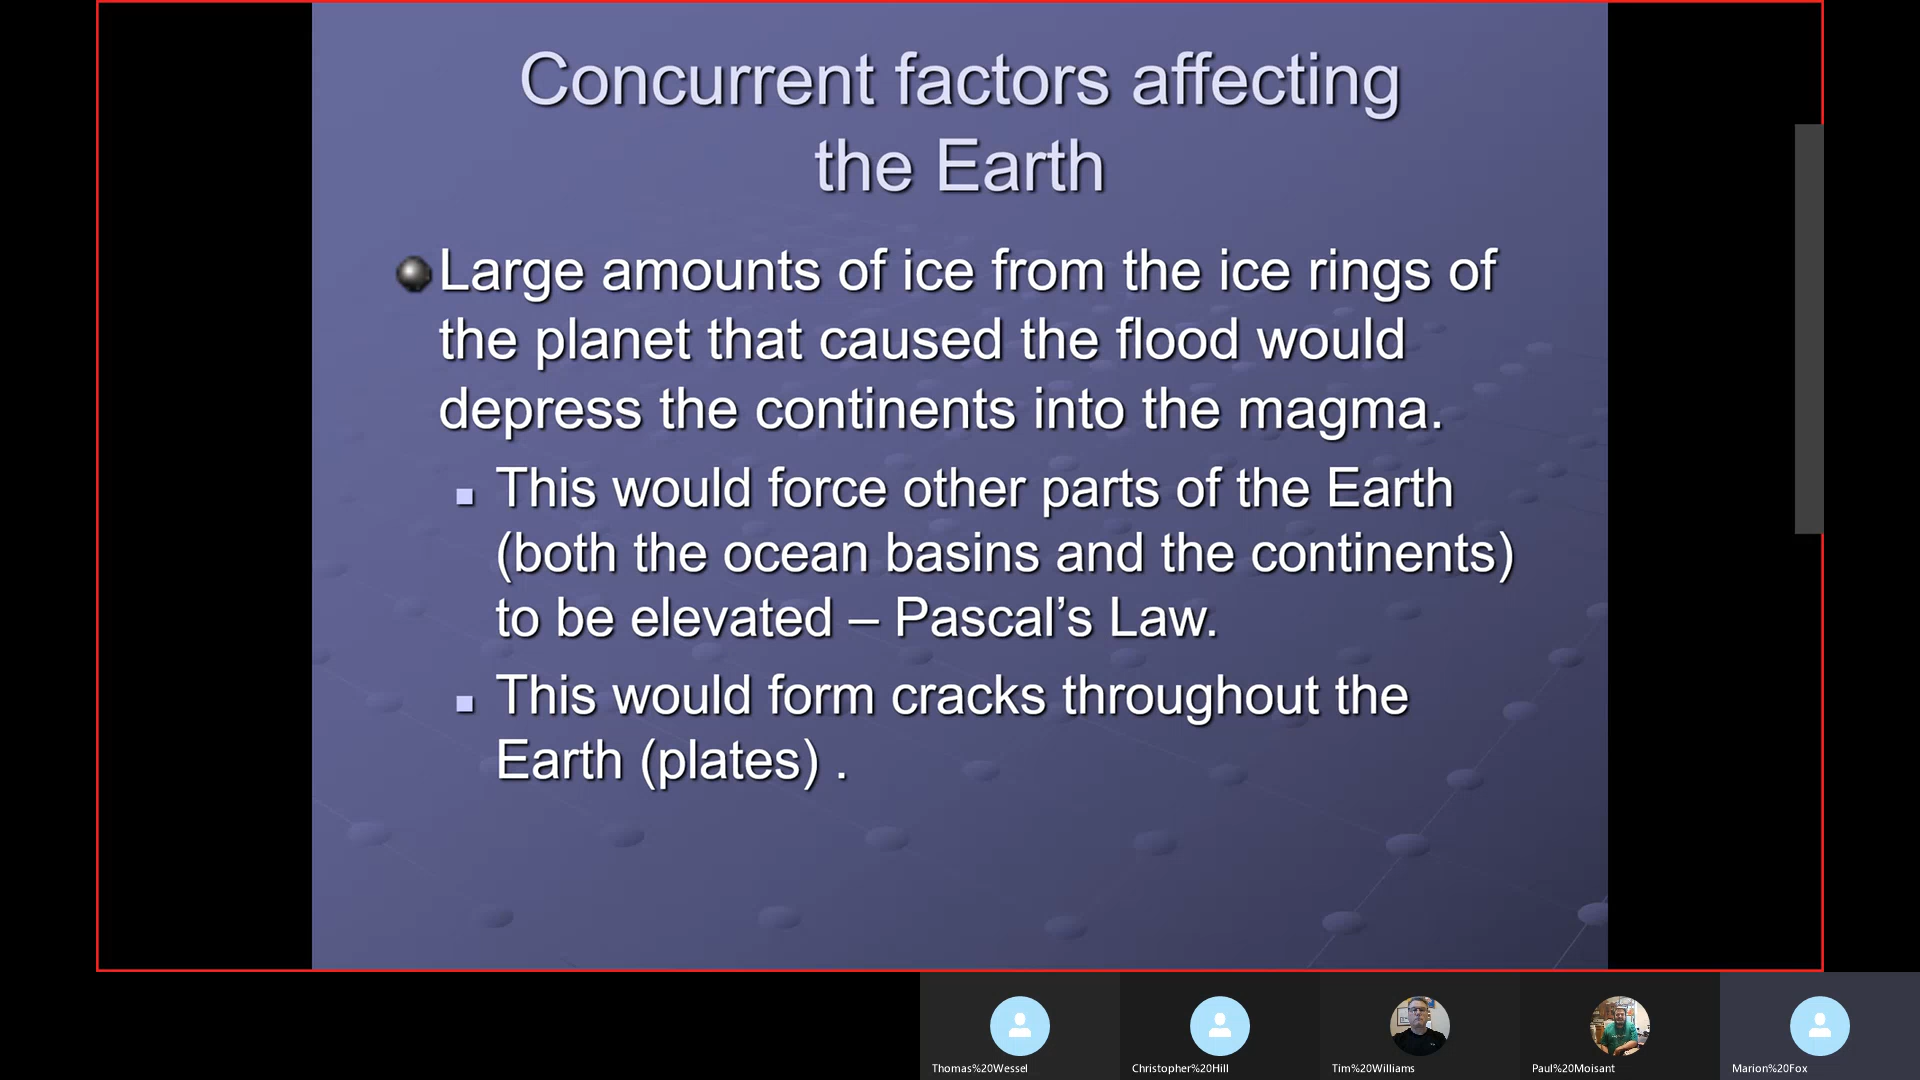 Concurrent factors affecting
the Earth
Large amounts of ice from the ice rings of
the planet that caused the flood would
depress the continents into the magma.
This would force other parts of the Earth
(both the ocean basins and the continents)
to be elevated – Pascal’s Law.
This would form cracks throughout the
Earth (plates) .
Thomas%20Wessel
Christopher%20Hill
Tim%20Williams
Paul%20Moisant
Marion%20Fox